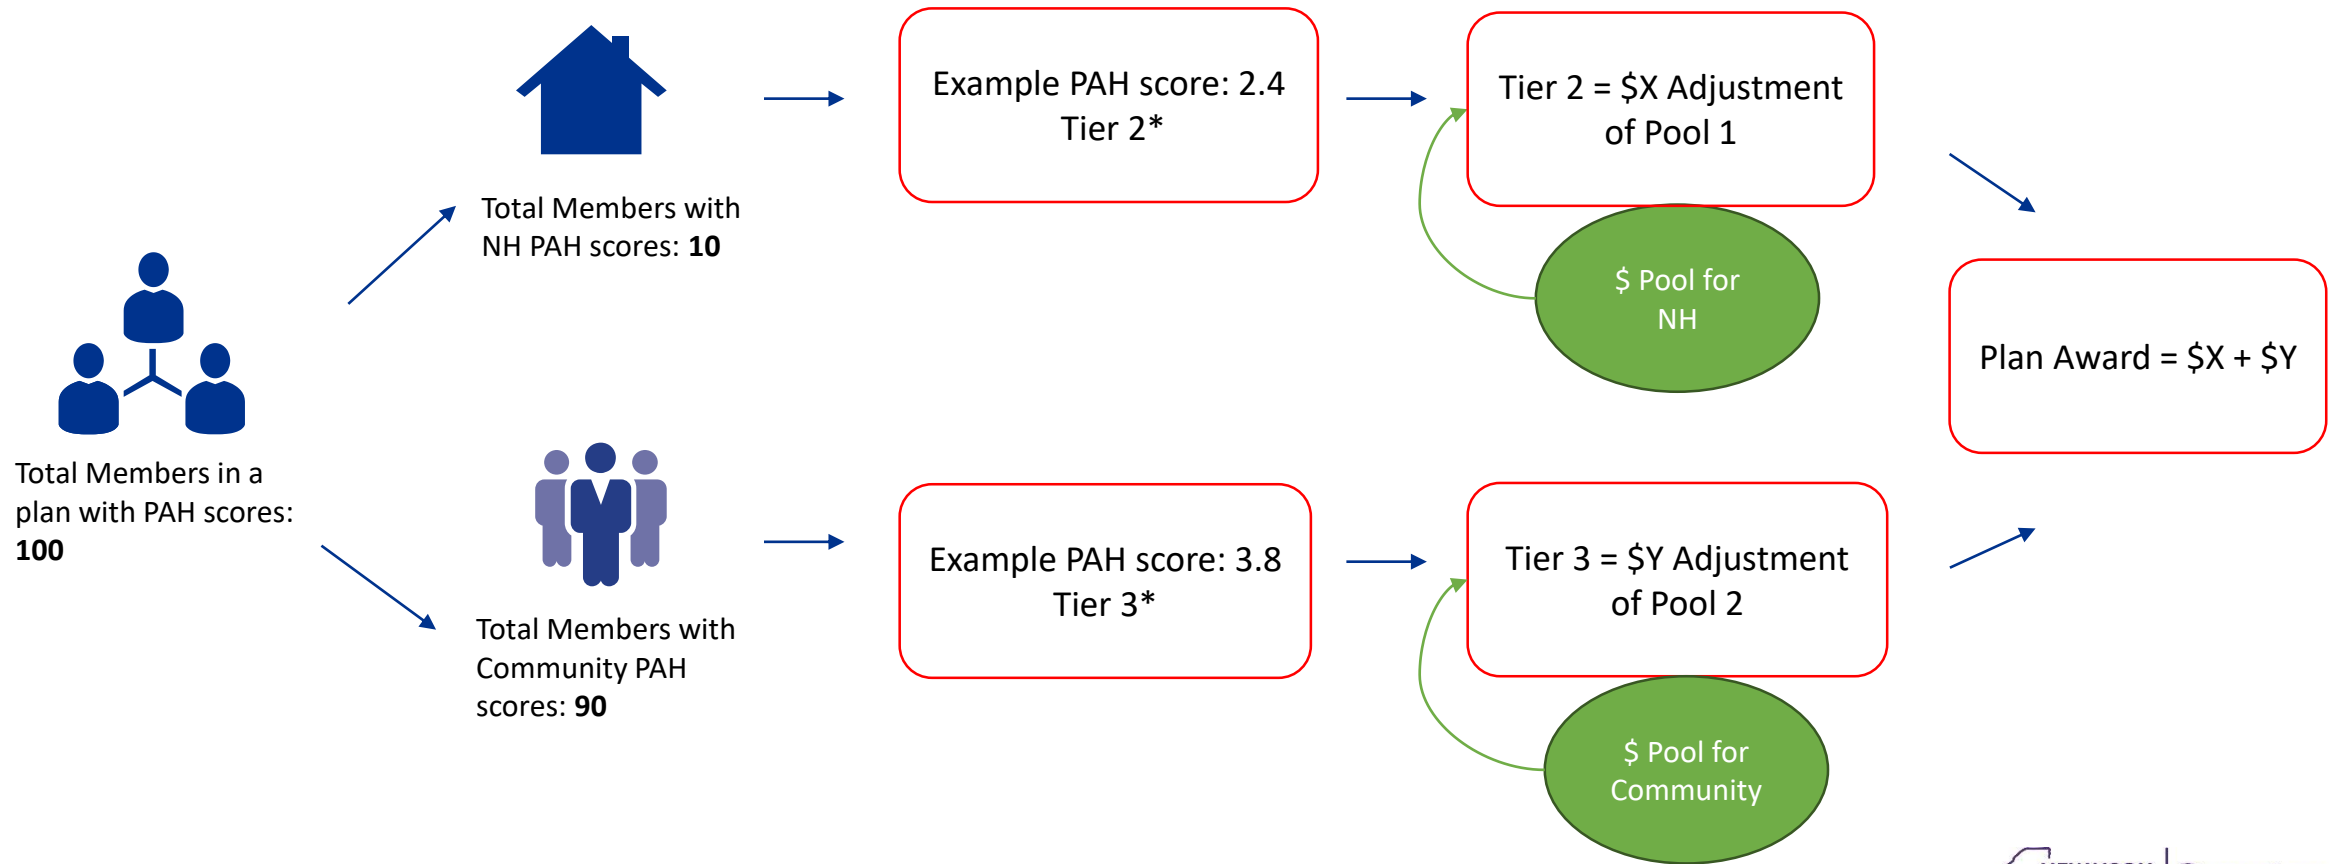 Total Members in a
plan with PAH scores:
100
Total Members with
NH PAH scores: 10
Total Members with
Community PAH
scores: 90
Example PAH score: 2.4
Tier 2*
Example PAH score: 3.8
Tier 3*
Tier 2 = $X Adjustment
of Pool 1
$ Pool for
NH
Tier 3 = $Y Adjustment
of Pool 2
$ Pool for
Community
Plan Award = $X + $Y